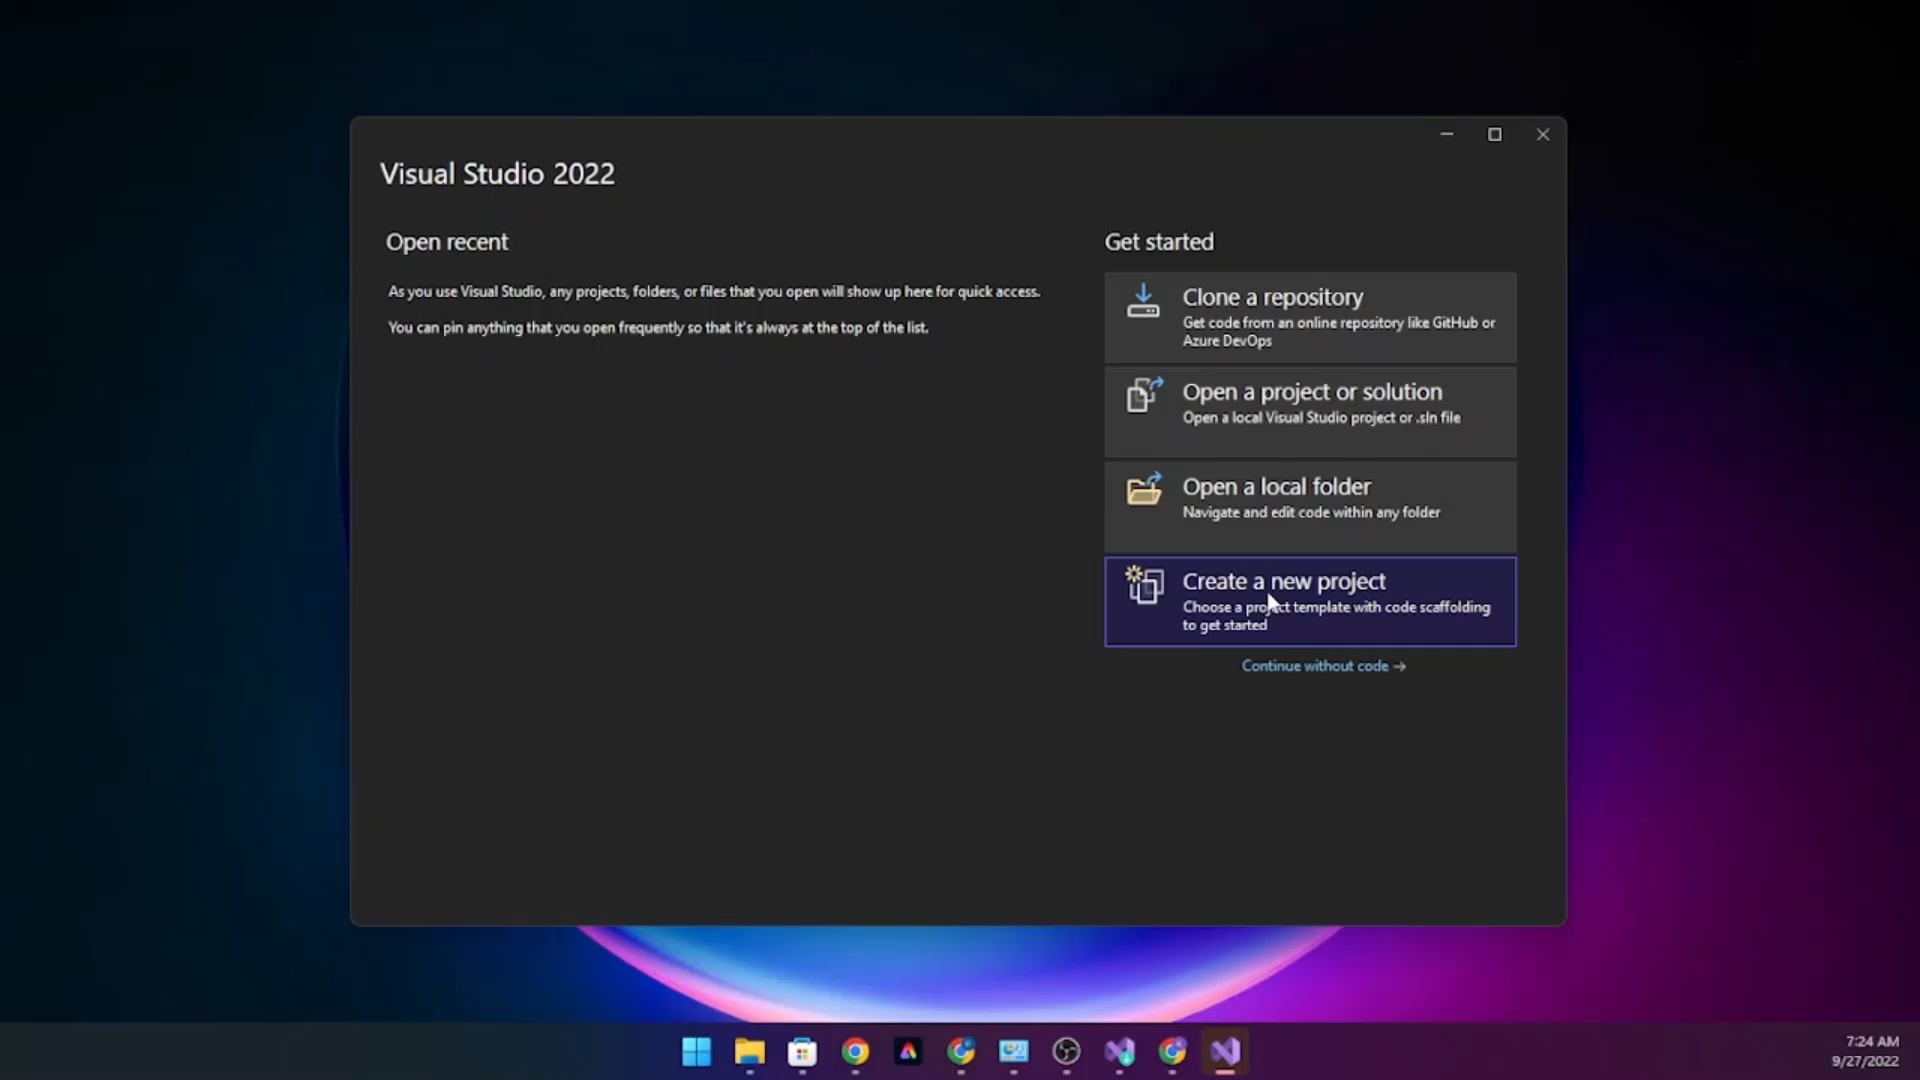 Visual Studio 2022
Open recent
As you use Visual Studio, any projects, folders, or files that you open will show up here for quick access.
You can pin anything that you open frequently so that it's always at the top of the list.
Get started
Clone a repository
Get code from an online repository like GitHub or
Azure DevOps
Open a project or solution
Open a local Visual Studio project or .sln file
Open a local folder
Navigate and edit code within any folder
Create a new project
Choose a project template with code scaffolding
to get started
Continue without code →
7:24 AM
9/27/2022